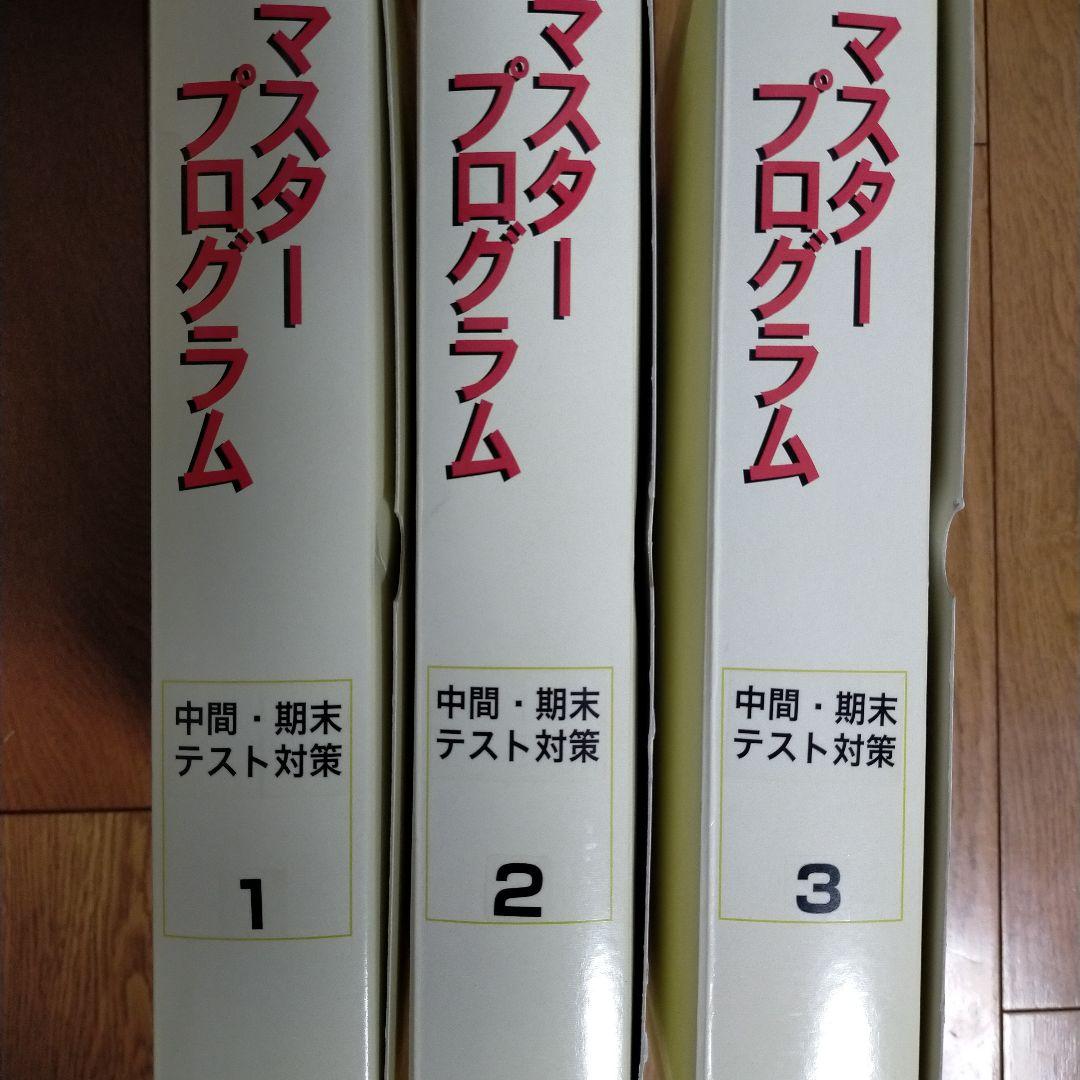 マスター
プログラム
中間・期末
テスト対策
1
マスター
プログラム
中間・期末
テスト対策
2
マスター
プログラム
中間・期末
テスト対策
3